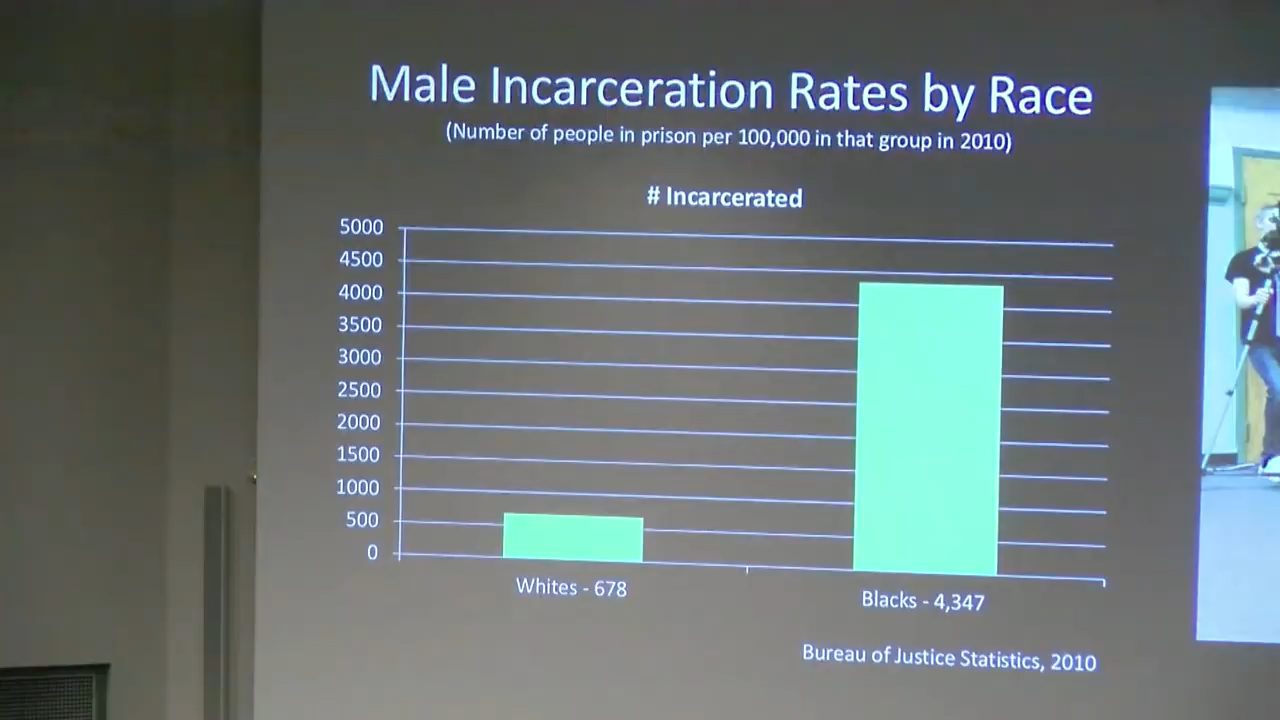 Male Incarceration Rates by Race
(Number of people in prison per 100,000 in that group in 2010)
# Incarcerated
5000
4500
4000
3500
3000
2500
2000
1500
1000
500
0
Whites - 678
Blacks - 4,347
Bureau of Justice Statistics, 2010